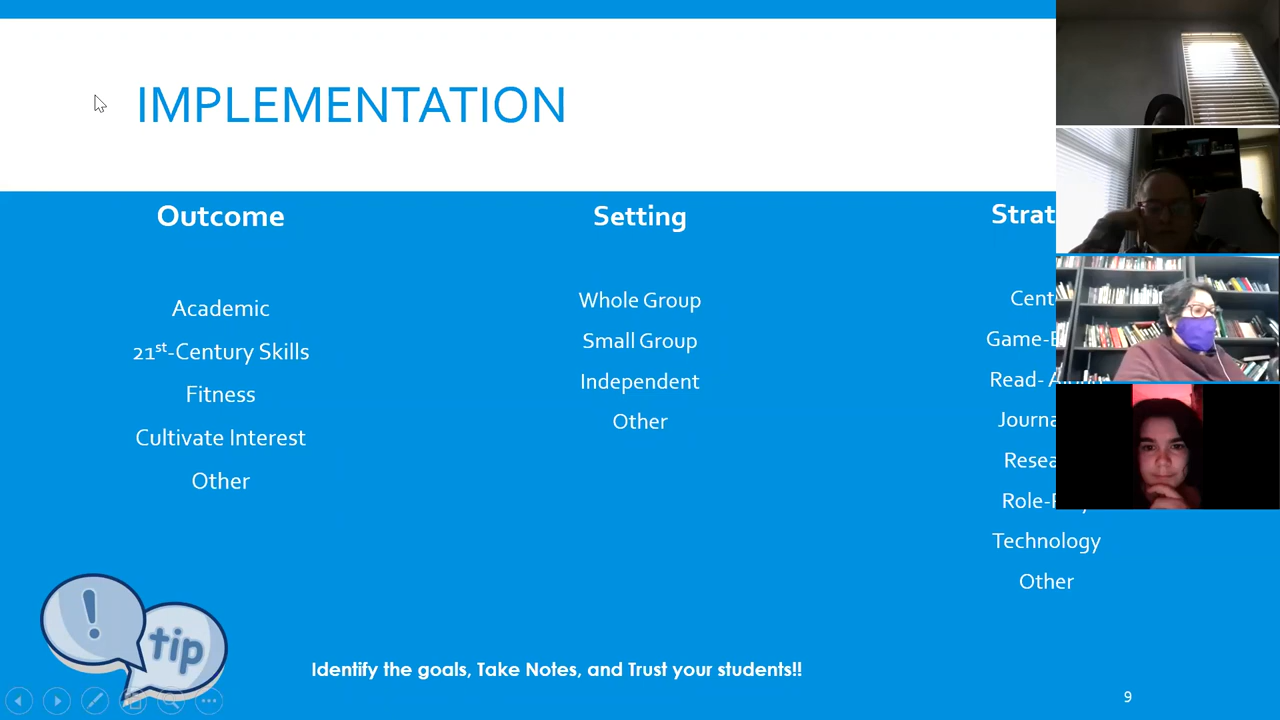 IMPLEMENTATION
Outcome
Academic
21st-Century Skills
Fitness
Cultivate Interest
Other
Setting
Whole Group
Small Group
Independent
Other
Strat
Cent
Game-
Read-
Journa
Resea
Role-
Technology
Other
tip
Identify the goals, Take Notes, and Trust your students!!
9